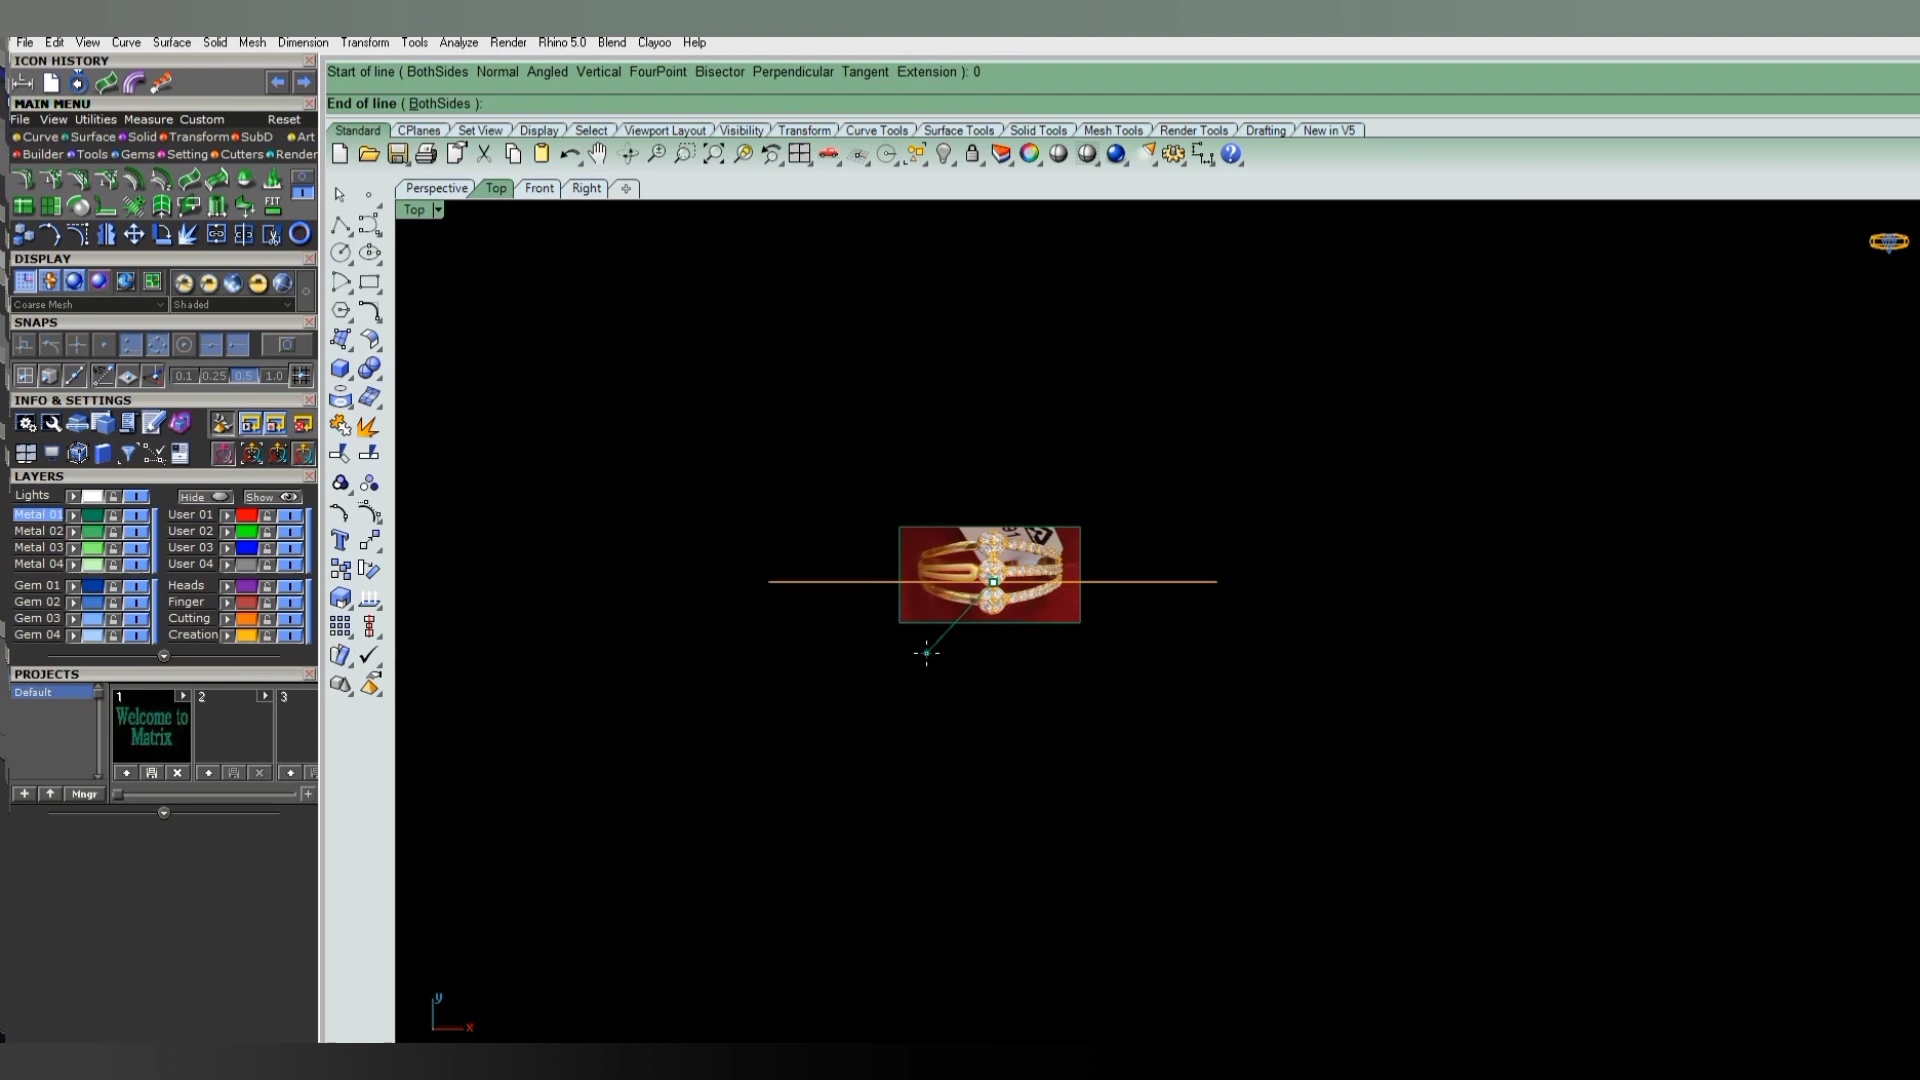 File Edit View Curve Surface Solid Mesh Dimension Transform Tools Analyze Render Rhino 5.0 Blend Clayoo Help
ICON HISTORY
Start of line ( BothSides Normal Angled Vertical FourPoint Bisector Perpendicular Tangent Extension ): 0
MAIN MENU
End of line ( BothSides ):
File View Utilities Measure Custom Reset
Curve Surface Solid Transform SubD Art
Builder Tools Gems Setting Cutters Render
Standard CPlanes Set View Display Select Viewport Layout Visibility Transform Curve Tools Surface Tools Solid Tools Mesh Tools Render Tools Drafting New in V5
Perspective Top Front Right
Top
FIT
DISPLAY
Coarse Mesh Shaded
SNAPS
0.1 0.25 0.5 1.0
INFO & SETTINGS
LAYERS
Lights Hide Show
Metal 01 User 01
Metal 02 User 02
Metal 03 User 03
Metal 04 User 04
Gem 01 Heads
Gem 02 Finger
Gem 03 Cutting
Gem 04 Creation
PROJECTS
Default 1 2 3
Welcome to
Matrix
Mngr
y
x